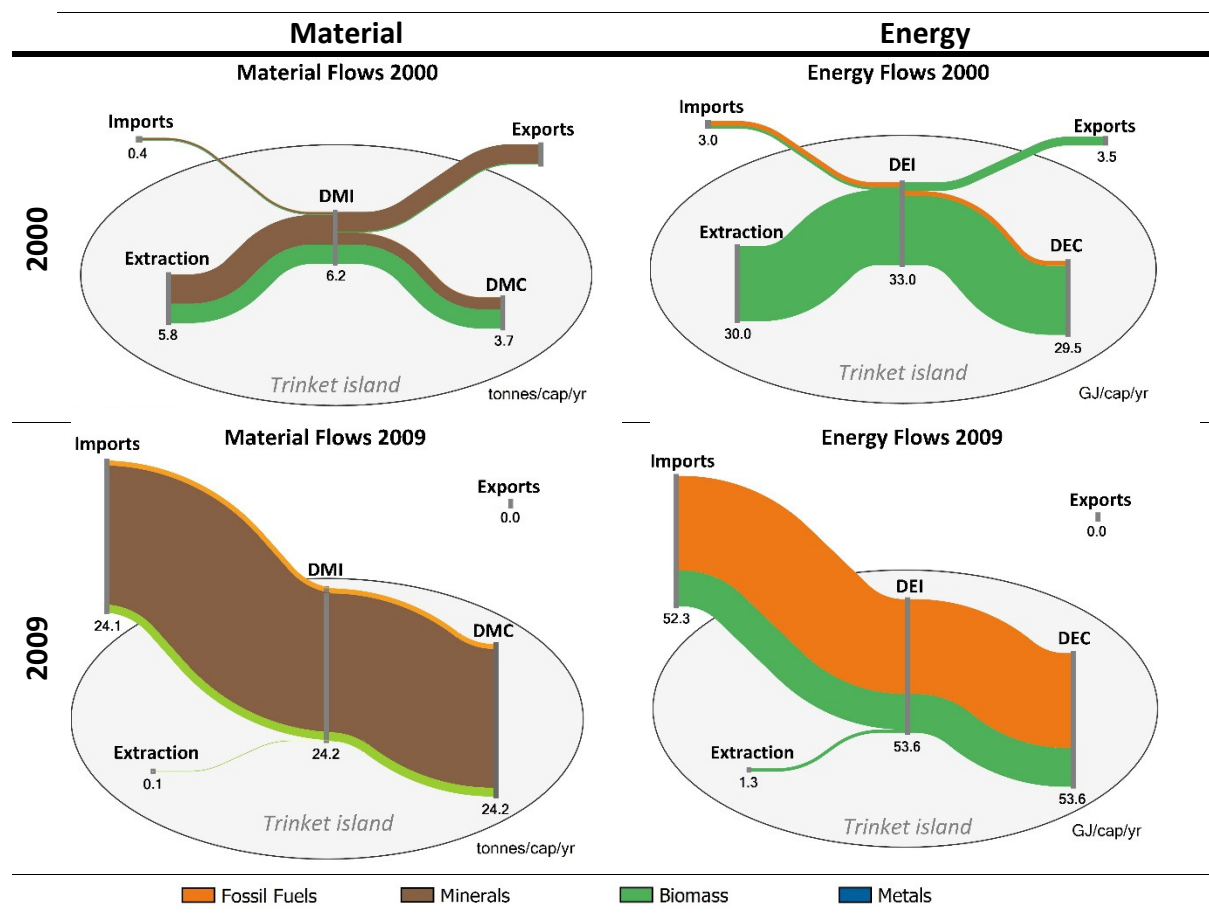 Material
Energy
2000
Material Flows 2000
Imports
0.4
Exports
DMI
6.2
Extraction
5.8
DMC
3.7
Trinket island
tonnes/cap/yr
Energy Flows 2000
Imports
3.0
Exports
3.5
DEI
33.0
Extraction
30.0
DEC
29.5
Trinket island
GJ/cap/yr
2009
Material Flows 2009
Imports
24.1
Exports
0.0
DMI
24.2
DMC
24.2
Extraction
0.1
Trinket island
tonnes/cap/yr
Energy Flows 2009
Imports
52.3
Exports
0.0
DEI
53.6
DEC
53.6
Extraction
1.3
Trinket island
GJ/cap/yr
Fossil Fuels
Minerals
Biomass
Metals